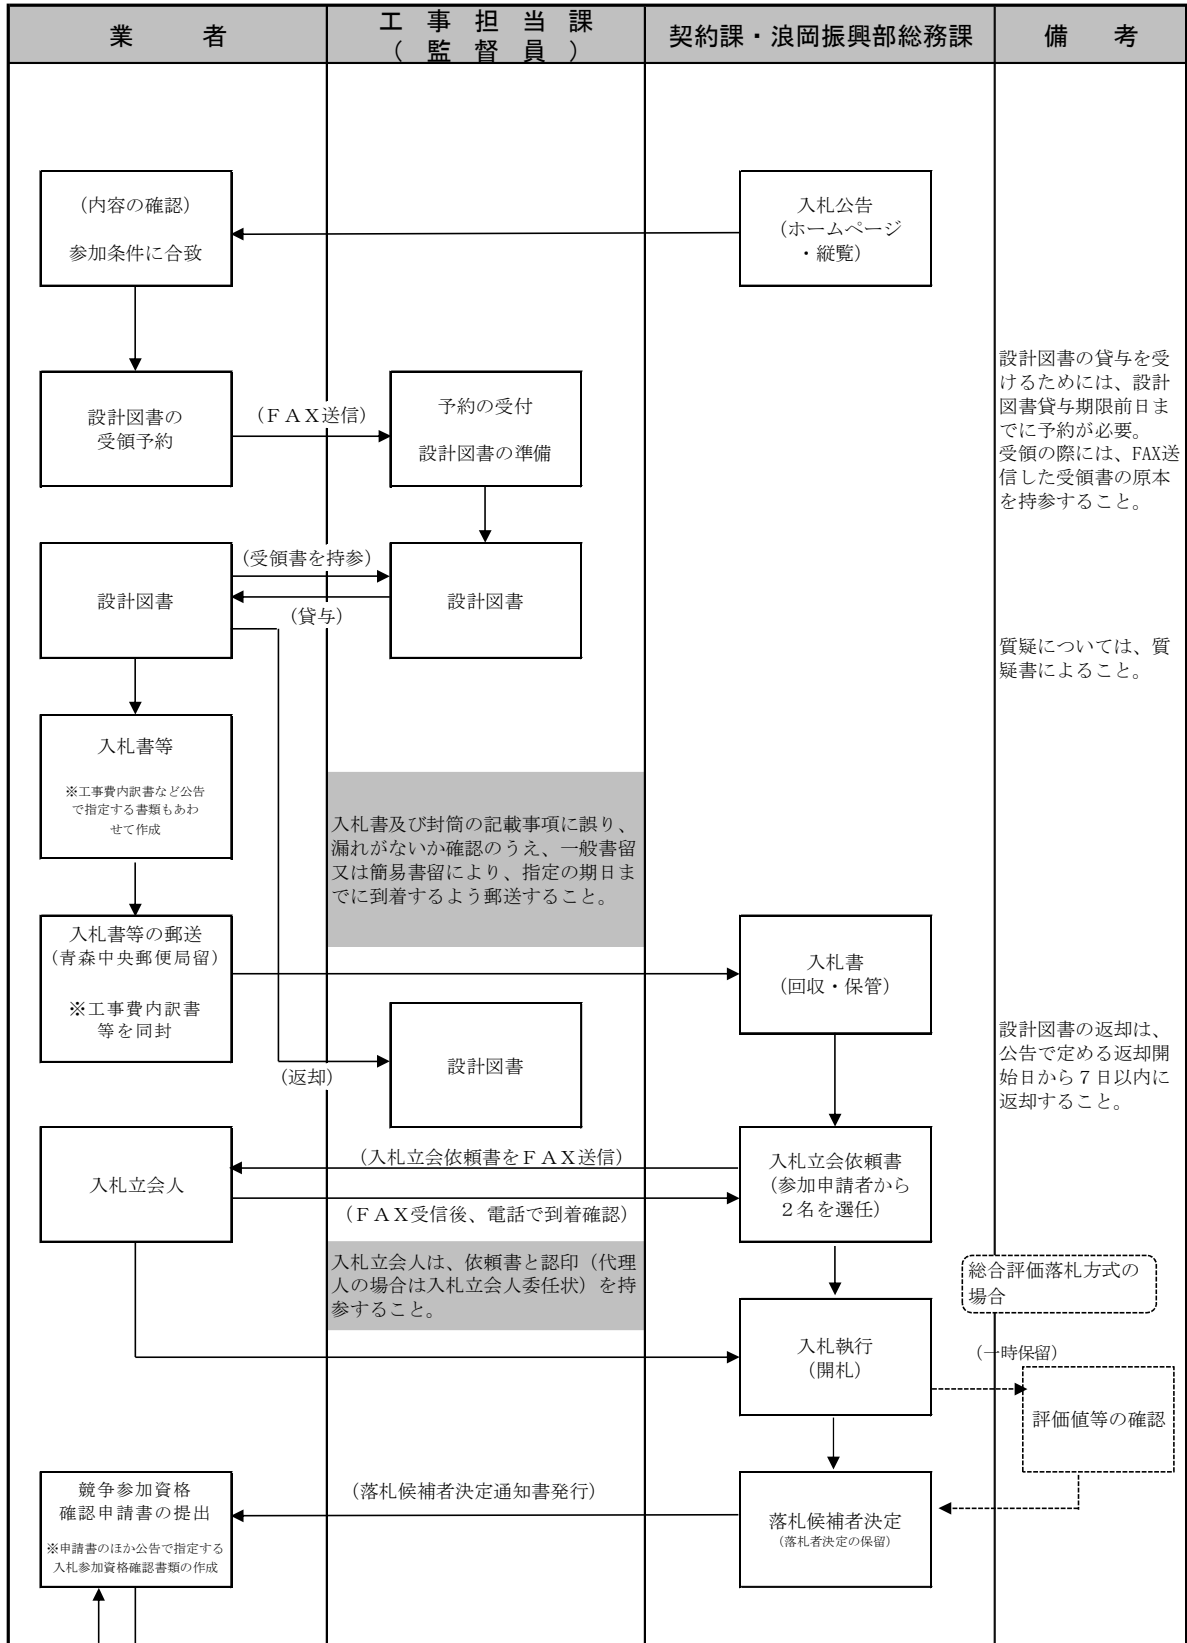 業　者
工事担当課
（監督員）
契約課・浪岡振興部総務課
備　考
（内容の確認）
参加条件に合致
入札公告
（ホームページ
・縦覧）
設計図書の
受領予約
（ＦＡＸ送信）
予約の受付
設計図書の準備
設計図書の貸与を受
けるためには、設計
図書貸与期限前日ま
でに予約が必要。
受領の際には、FAX送
信した受領書の原本
を持参すること。
設計図書
（受領書を持参）
（貸与）
設計図書
質疑については、質
疑書によること。
入札書等
※工事費内訳書など公告
で指定する書類もあわ
せて作成
入札書及び封筒の記載事項に誤り、
漏れがないか確認のうえ、一般書留
又は簡易書留により、指定の期日ま
でに到着するよう郵送すること。
入札書等の郵送
（青森中央郵便局留）
※工事費内訳書
等を同封
入札書
（回収・保管）
（返却）
設計図書
設計図書の返却は、
公告で定める返却開
始日から７日以内に
返却すること。
入札立会人
（入札立会依頼書をＦＡＸ送信）
（ＦＡＸ受信後、電話で到着確認）
入札立会依頼書
（参加申請者から
２名を選任）
入札立会人は、依頼書と認印（代理
人の場合は入札立会人委任状）を持
参すること。
総合評価落札方式の
場合
入札執行
（開札）
（一時保留）
評価値等の確認
競争参加資格
確認申請書の提出
※申請書のほか公告で指定する
入札参加資格確認書類の作成
（落札候補者決定通知書発行）
落札候補者決定
（落札者決定の保留）